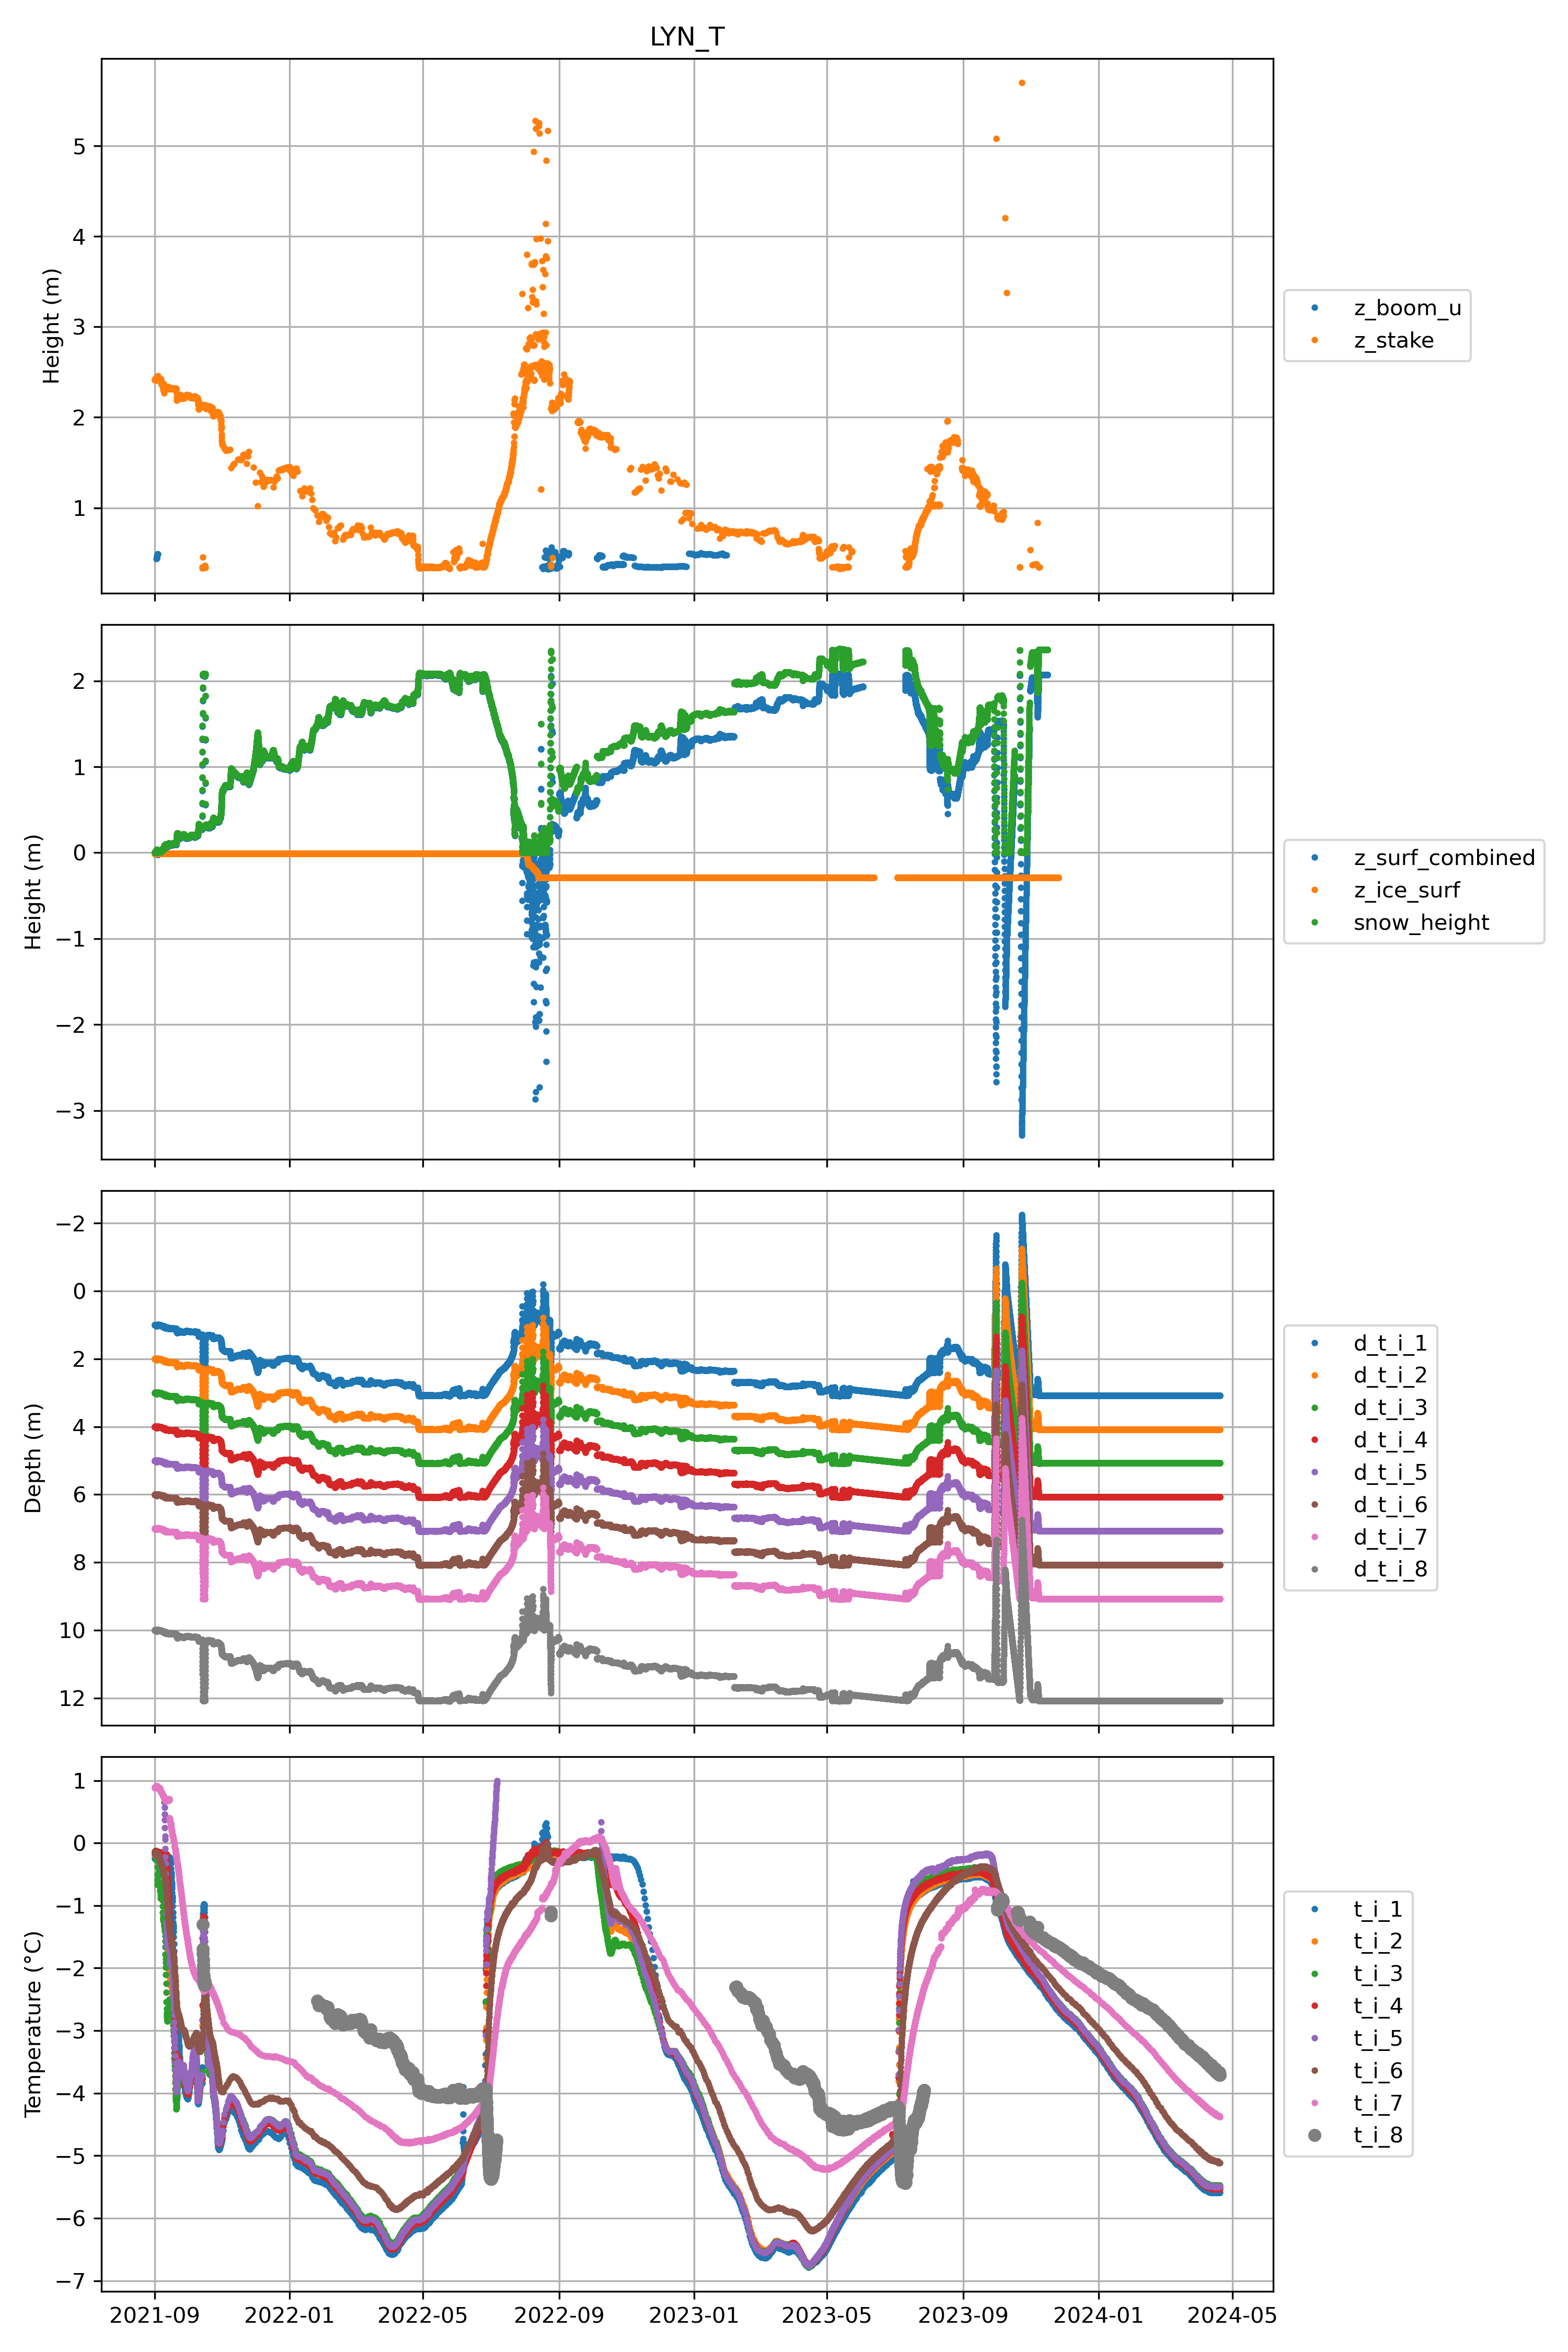 LYN_T
Height (m)
5
4
3
2
1
z_boom_u
z_stake
Height (m)
2
1
0
−1
−2
−3
z_surf_combined
z_ice_surf
snow_height
Depth (m)
−2
0
2
4
6
8
10
12
d_t_i_1
d_t_i_2
d_t_i_3
d_t_i_4
d_t_i_5
d_t_i_6
d_t_i_7
d_t_i_8
Temperature (°C)
1
0
−1
−2
−3
−4
−5
−6
−7
t_i_1
t_i_2
t_i_3
t_i_4
t_i_5
t_i_6
t_i_7
t_i_8
2021-09 2022-01 2022-05 2022-09 2023-01 2023-05 2023-09 2024-01 2024-05